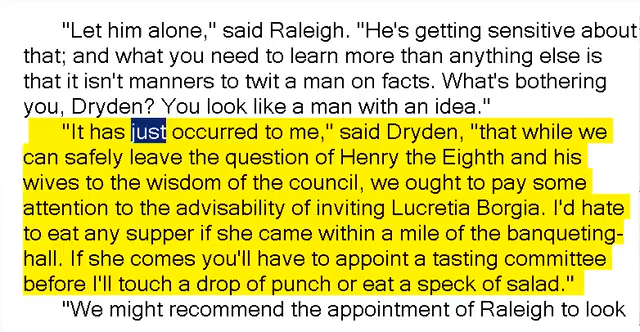 "Let him alone," said Raleigh. "He's getting sensitive about
that; and what you need to learn more than anything else is
that it isn't manners to twit a man on facts. What's bothering
you, Dryden? You look like a man with an idea."
"It has just occurred to me," said Dryden, "that while we
can safely leave the question of Henry the Eighth and his
wives to the wisdom of the council, we ought to pay some
attention to the advisability of inviting Lucretia Borgia. I'd hate
to eat any supper if she came within a mile of the banqueting-
hall. If she comes you'll have to appoint a tasting committee
before I'll touch a drop of punch or eat a speck of salad."
"We might recommend the appointment of Raleigh to look